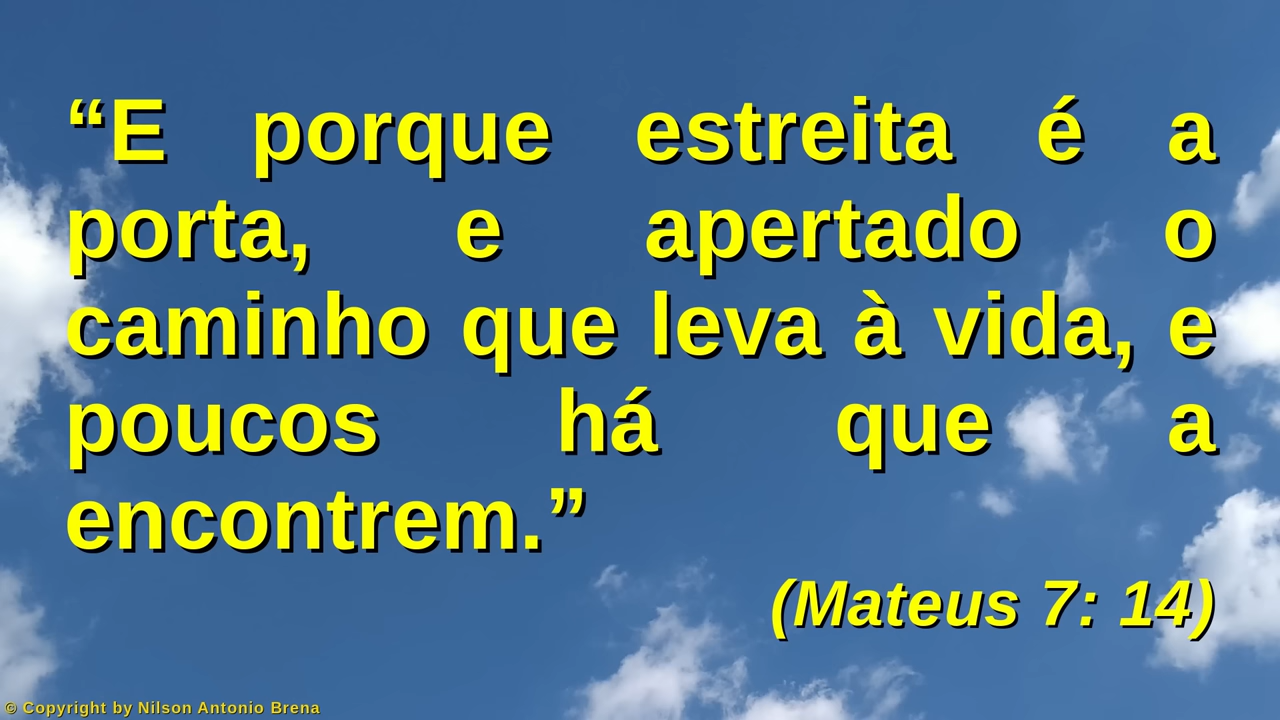 “E porque estreita é a
porta, e apertado o
caminho que leva à vida, e
poucos há que a
encontrem.”
(Mateus 7: 14)
© Copyright by Nilson Antonio Brena